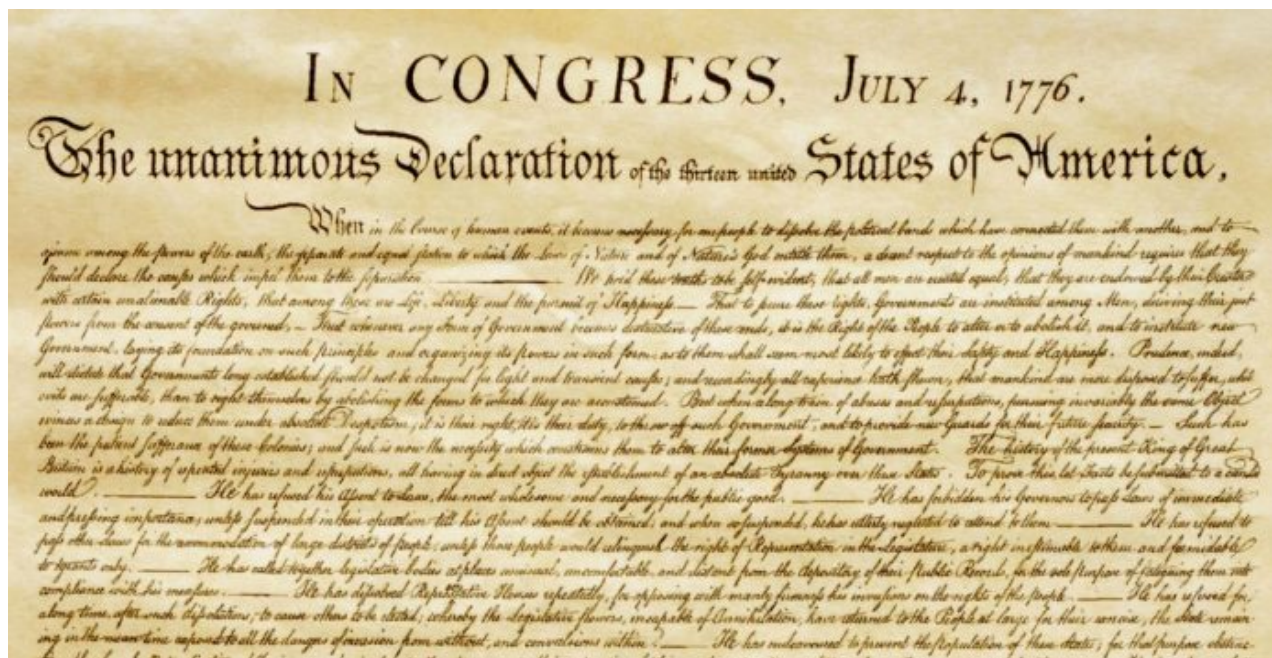 IN CONGRESS, JULY 4, 1776.
The unanimous Declaration of the thirteen united States of America,
When in the Course of human events, it becomes necessary for one people to dissolve the political bands which have connected them with another, and to
assume among the powers of the earth, the separate and equal station to which the Laws of Nature and of Nature's God entitle them, a decent respect to the opinions of mankind requires that they
should declare the causes which impel them to the separation. We hold these truths to be self-evident, that all men are created equal, that they are endowed by their Creator
with certain unalienable Rights, that among these are Life, Liberty and the pursuit of Happiness.— That to secure these rights, Governments are instituted among Men, deriving their just
powers from the consent of the governed,— That whenever any Form of Government becomes destructive of these ends, it is the Right of the People to alter or to abolish it, and to institute new
Government, laying its foundation on such principles and organizing its powers in such form, as to them shall seem most likely to effect their Safety and Happiness. Prudence, indeed,
will dictate that Governments long established should not be changed for light and transient causes; and accordingly all experience hath shewn, that mankind are more disposed to suffer, while
evils are sufferable, than to right themselves by abolishing the forms to which they are accustomed. But when a long train of abuses and usurpations, pursuing invariably the same Object
evinces a design to reduce them under absolute Despotism, it is their right, it is their duty, to throw off such Government, and to provide new Guards for their future security.— Such has
been the patient sufferance of these Colonies; and such is now the necessity which constrains them to alter their former Systems of Government. The history of the present King of Great
Britain is a history of repeated injuries and usurpations, all having in direct object the establishment of an absolute Tyranny over these States. To prove this, let Facts be submitted to a candid
world. He has refused his Assent to Laws, the most wholesome and necessary for the public good. He has forbidden his Governors to pass Laws of immediate
and pressing importance, unless suspended in their operation till his Assent should be obtained; and when so suspended, he has utterly neglected to attend to them. He has refused to
pass other Laws for the accommodation of large districts of people, unless those people would relinquish the right of Representation in the Legislature, a right inestimable to them and formidable
to tyrants only. He has called together legislative bodies at places unusual, uncomfortable, and distant from the depository of their public Records, for the sole purpose of fatiguing them into
compliance with his measures. He has dissolved Representative Houses repeatedly, for opposing with manly firmness his invasions on the rights of the people. He has refused for a
long time, after such dissolutions, to cause others to be elected; whereby the Legislative powers, incapable of Annihilation, have returned to the People at large for their exercise; the State remain-
ing in the mean time exposed to all the dangers of invasion from without, and convulsions within. He has endeavoured to prevent the population of these States; for that purpose obstruc-